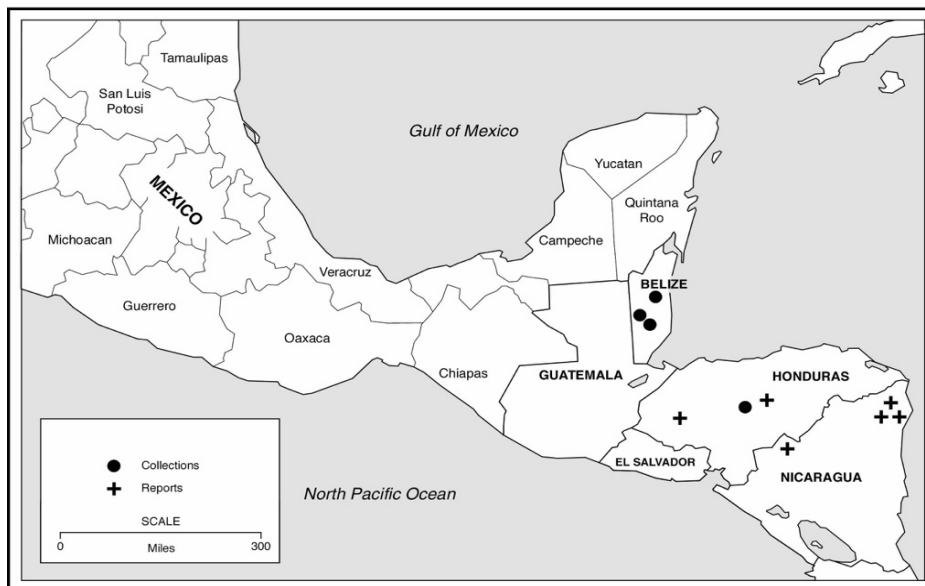 Tamaulipas
San Luis
Potosi
Gulf of Mexico
Yucatan
MEXICO
Quintana
Roo
Michoacan
Campeche
Veracruz
BELIZE
Guerrero
Oaxaca
Chiapas
GUATEMALA
HONDURAS
EL SALVADOR
NICARAGUA
North Pacific Ocean
Collections
Reports
SCALE
0 300
Miles